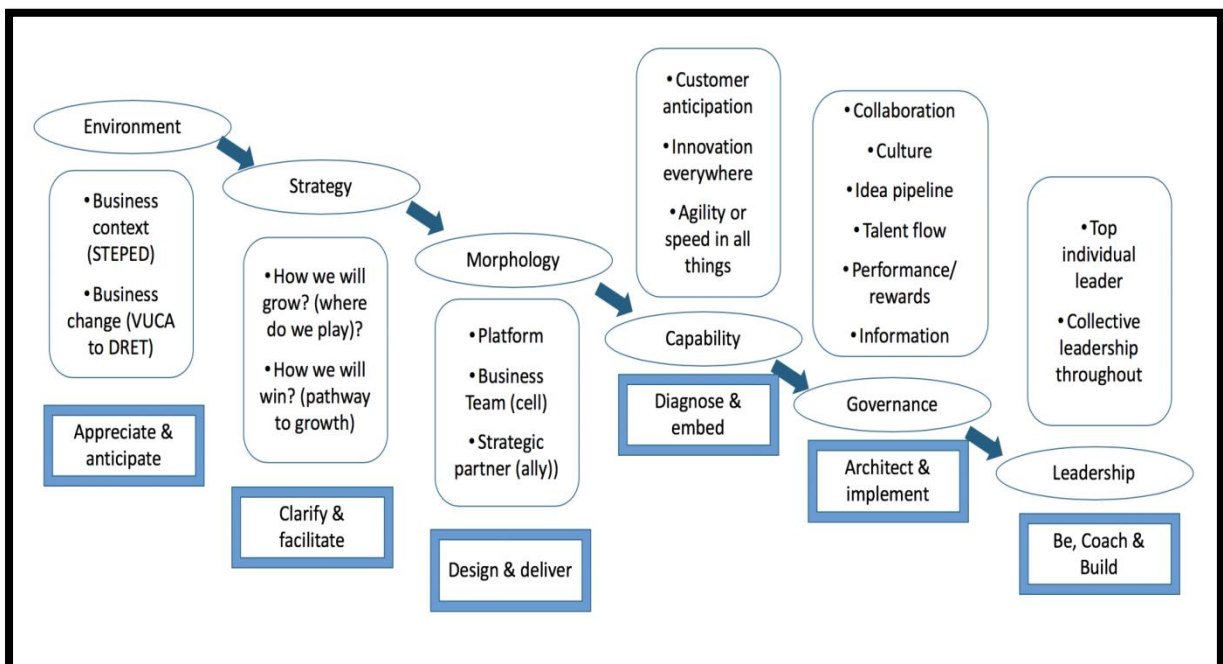 Environment
• Business
context
(STEPED)
• Business
change (VUCA
to DRET)
Appreciate &
anticipate
Strategy
• How we will
grow? (where
do we play)?
• How we will
win? (pathway
to growth)
Clarify &
facilitate
Morphology
• Platform
• Business
Team (cell)
• Strategic
partner (ally))
Design & deliver
• Customer
anticipation
• Innovation
everywhere
• Agility or
speed in all
things
Capability
Diagnose &
embed
• Collaboration
• Culture
• Idea pipeline
• Talent flow
• Performance/
rewards
• Information
Governance
Architect &
implement
• Top
individual
leader
• Collective
leadership
throughout
Leadership
Be, Coach &
Build